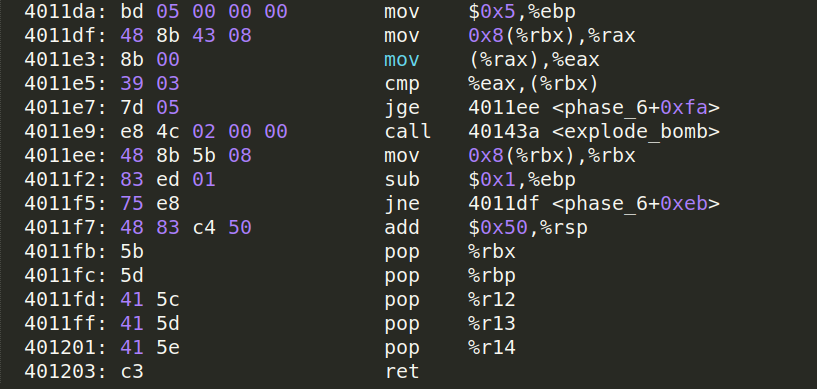 4011da: bd 05 00 00 00 mov $0x5,%ebp
4011df: 48 8b 43 08 mov 0x8(%rbx),%rax
4011e3: 8b 00 mov (%rax),%eax
4011e5: 39 03 cmp %eax,(%rbx)
4011e7: 7d 05 jge 4011ee <phase_6+0xfa>
4011e9: e8 4c 02 00 00 call 40143a <explode_bomb>
4011ee: 48 8b 5b 08 mov 0x8(%rbx),%rbx
4011f2: 83 ed 01 sub $0x1,%ebp
4011f5: 75 e8 jne 4011df <phase_6+0xeb>
4011f7: 48 83 c4 50 add $0x50,%rsp
4011fb: 5b pop %rbx
4011fc: 5d pop %rbp
4011fd: 41 5c pop %r12
4011ff: 41 5d pop %r13
401201: 41 5e pop %r14
401203: c3 ret